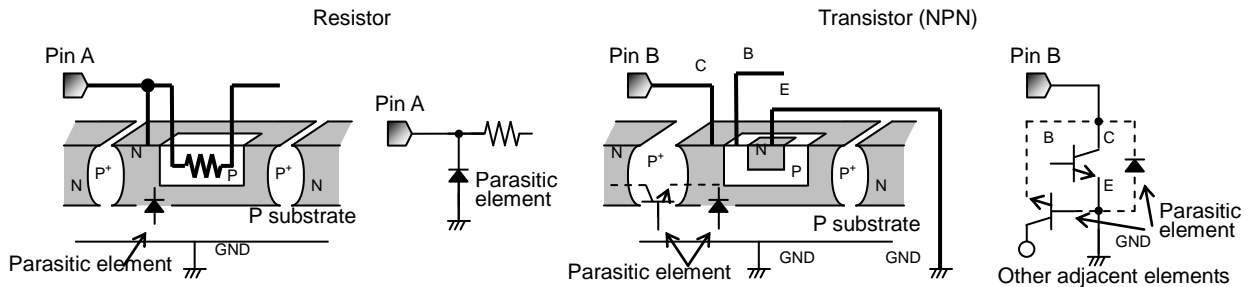 Resistor
Pin A
N
P+
N
P
P+
N
P substrate
GND
Parasitic element
Pin A
Parasitic
element
Transistor (NPN)
Pin B
C
B
E
N
P+
N
N
P
P+
N
P substrate
GND
GND
Parasitic element
Pin B
B
C
E
GND
Parasitic
element
Other adjacent elements